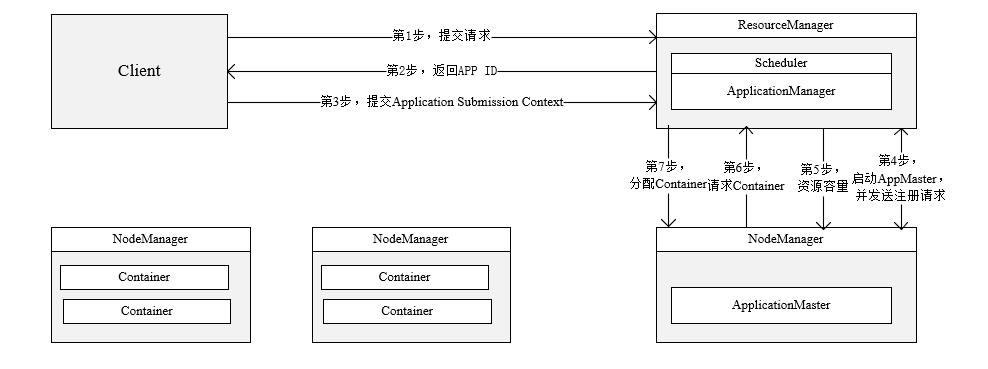 Client
第1步，提交请求
第2步，返回APP ID
第3步，提交Application Submission Context
ResourceManager
Scheduler
ApplicationManager
第7步，
分配Container
第6步，
请求Container
第5步，
资源容量
第4步，
启动AppMaster，
并发送注册请求
NodeManager
Container
Container
NodeManager
Container
Container
NodeManager
ApplicationMaster